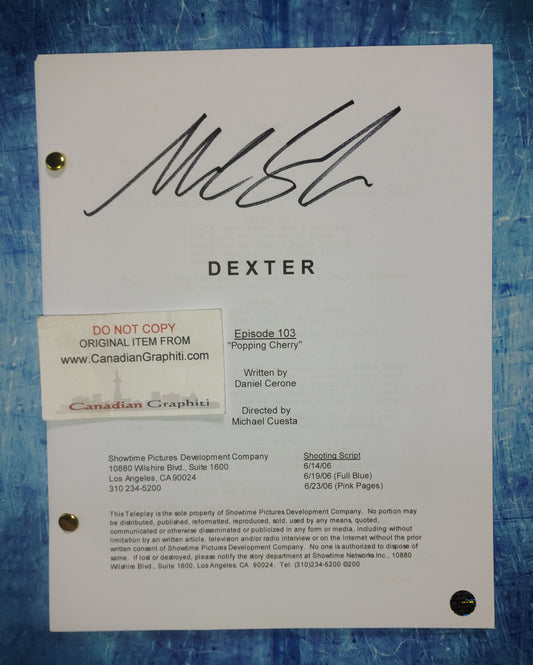 DEXTER
DO NOT COPY
ORIGINAL ITEM FROM
www.CanadianGraphiti.com
Canadian Graphiti
Episode 103
"Popping Cherry"
Written by
Daniel Cerone
Directed by
Michael Cuesta
Showtime Pictures Development Company
10880 Wilshire Blvd., Suite 1600
Los Angeles, CA 90024
310 234-5200
Shooting Script
6/14/06
6/19/06 (Full Blue)
6/23/06 (Pink Pages)
This Teleplay is the sole property of Showtime Pictures Development Company. No portion may
be distributed, published, reformatted, reproduced, sold, used by any means, quoted,
communicated or otherwise disseminated or publicized in any form or media, including without
limitation by an written article, television and/or radio interview or on the Internet without the prior
written consent of Showtime Pictures Development Company. No one is authorized to dispose of
same. If lost or destroyed, please notify the story department at Showtime Networks Inc., 10880
Wilshire Blvd., Suite 1600, Los Angeles, CA 90024. Tel. (310)234-5200 ©200